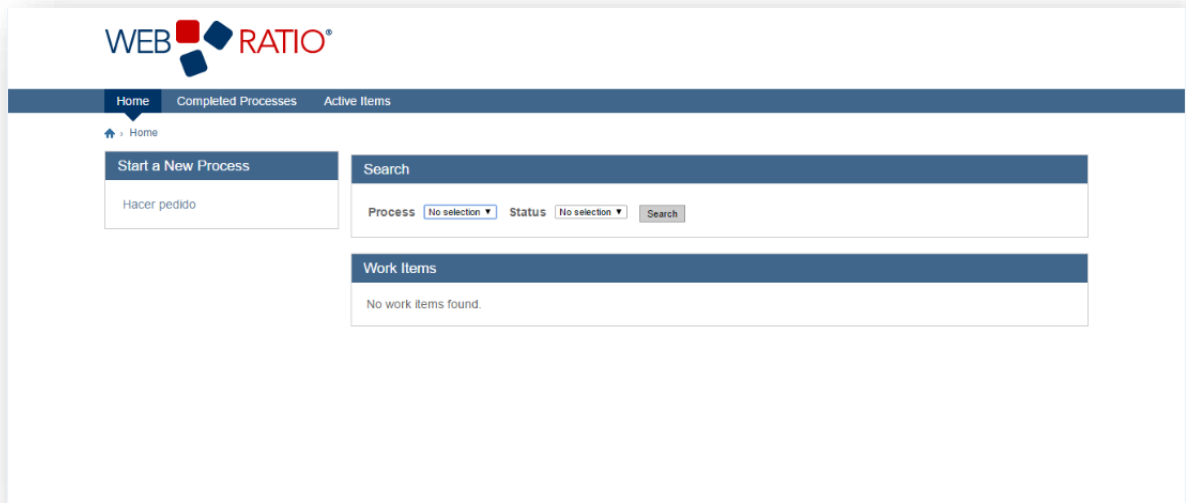 WEB RATIO®
Home Completed Processes Active Items
› Home
Start a New Process
Hacer pedido
Search
Process No selection Status No selection Search
Work Items
No work items found.